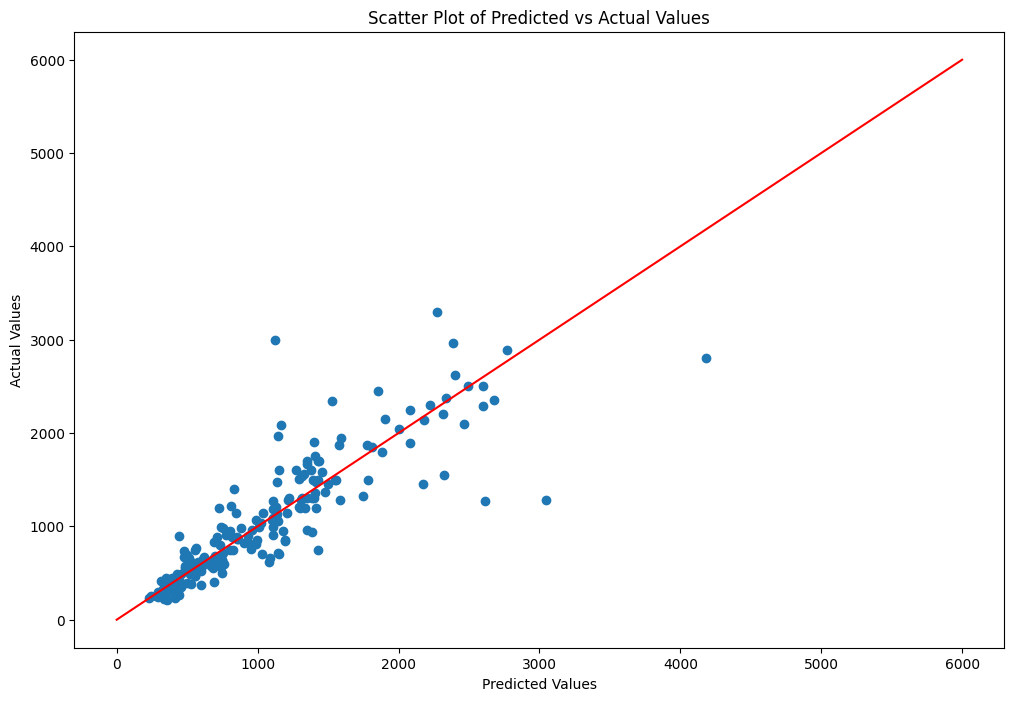 Scatter Plot of Predicted vs Actual Values
6000
5000
4000
3000
2000
1000
0
Actual Values
0 1000 2000 3000 4000 5000 6000
Predicted Values